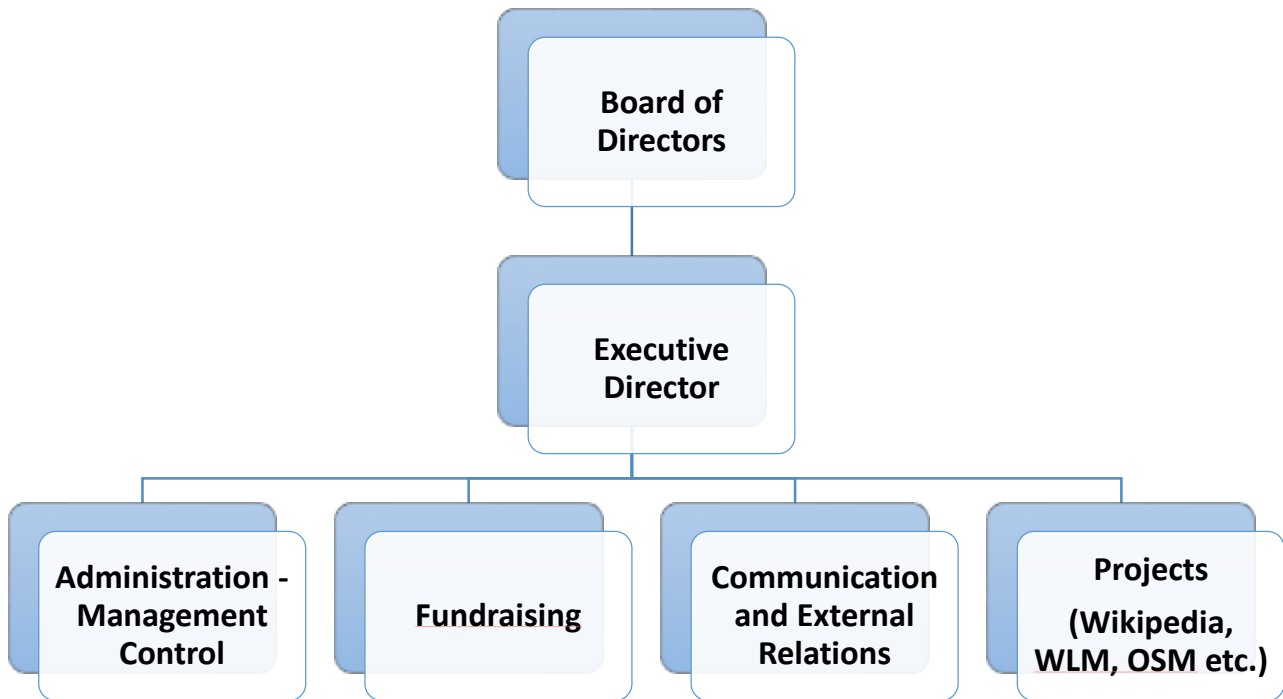 Board of
Directors
Executive
Director
Administration -
Management
Control
Fundraising
Communication
and External
Relations
Projects
(Wikipedia,
WLM, OSM etc.)